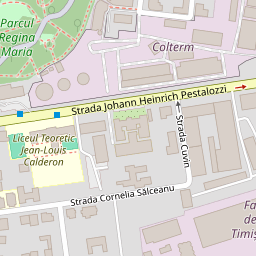 Parcul
Regina
Maria
Colterm
Strada Johann Heinrich Pestalozzi
Liceul Teoretic
Jean-Louis
Calderon
Strada Cuvin
Strada Cornelia Sălceanu
Fa
de
Timiș